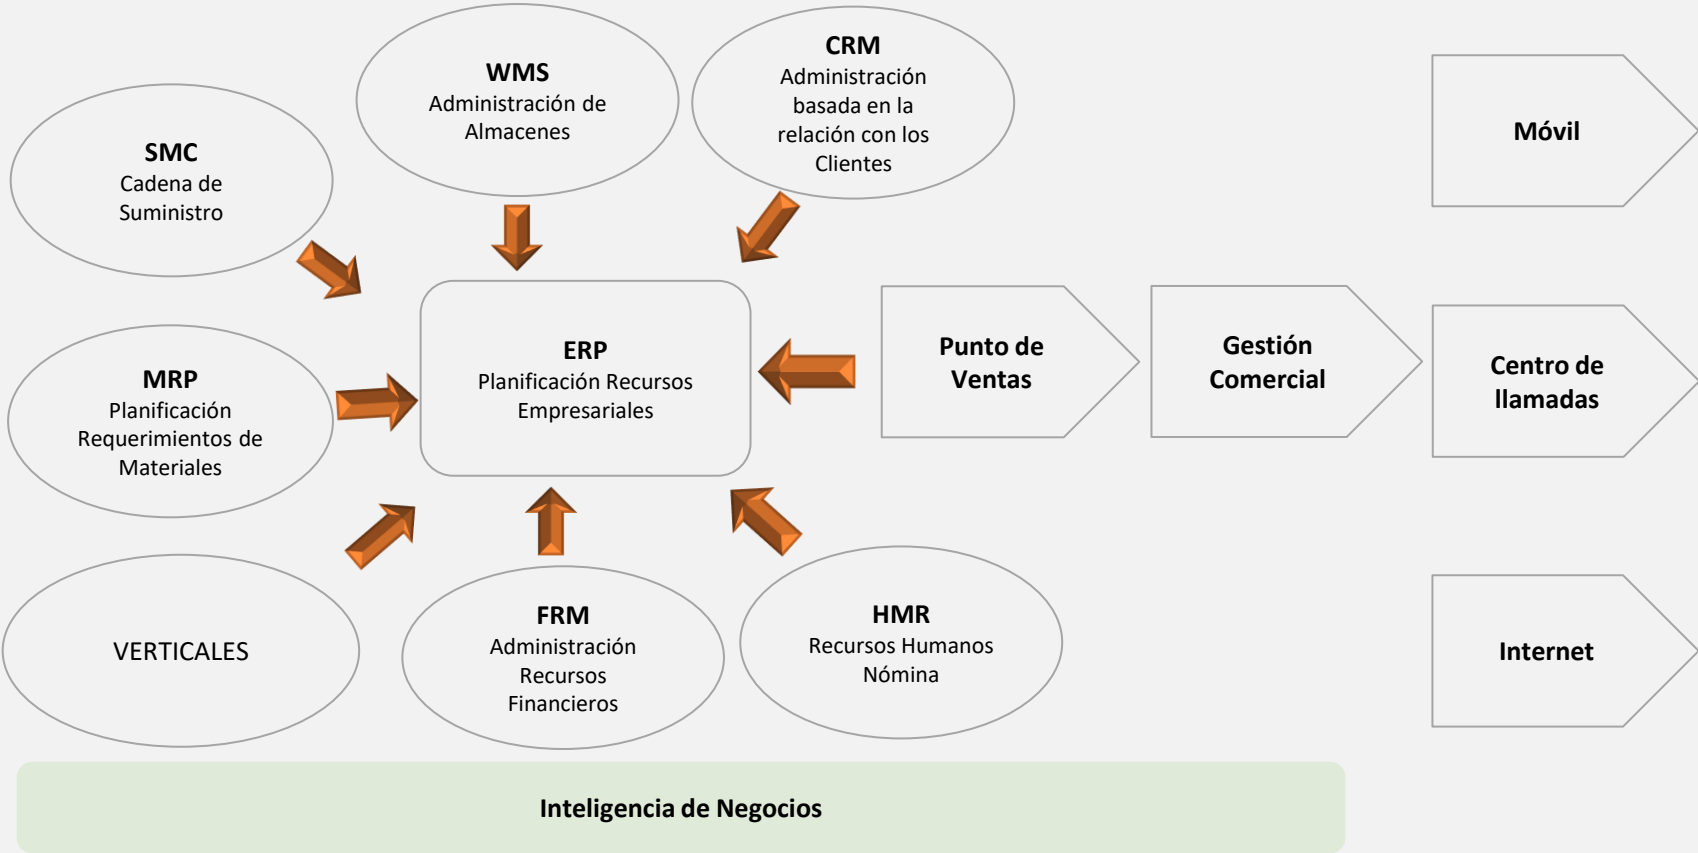 SMC
Cadena de
Suministro
WMS
Administración de
Almacenes
CRM
Administración
basada en la
relación con los
Clientes
Móvil
MRP
Planificación
Requerimientos de
Materiales
ERP
Planificación Recursos
Empresariales
Punto de
Ventas
Gestión
Comercial
Centro de
llamadas
VERTICALES
FRM
Administración
Recursos
Financieros
HMR
Recursos Humanos
Nómina
Internet
Inteligencia de Negocios